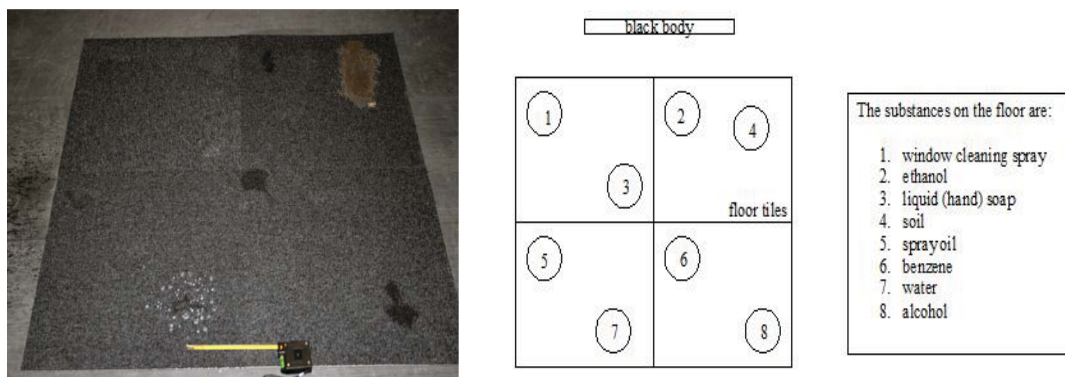 black body
1
2
4
3
floor tiles
5
6
7
8
The substances on the floor are:
1. window cleaning spray
2. ethanol
3. liquid (hand) soap
4. soil
5. sprayoil
6. benzene
7. water
8. alcohol